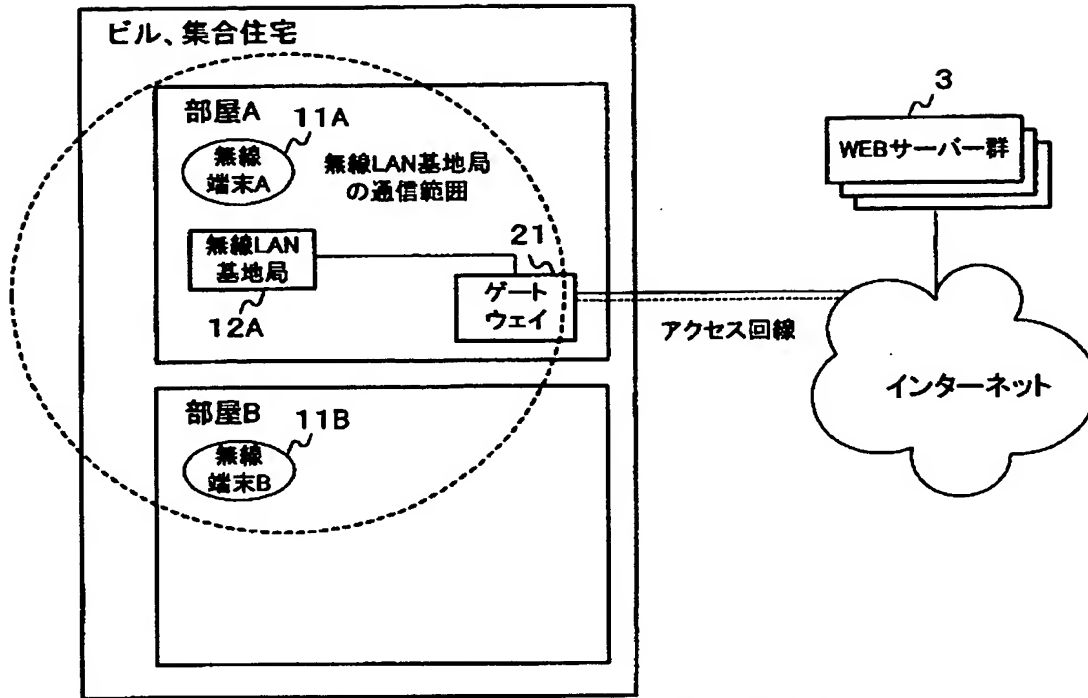 ビル、集合住宅
部屋A
11A
無線
端末A
無線LAN基地局
の通信範囲
無線LAN
基地局
12A
21
ゲート
ウェイ
アクセス回線
3
WEBサーバー群
インターネット
部屋B
11B
無線
端末B